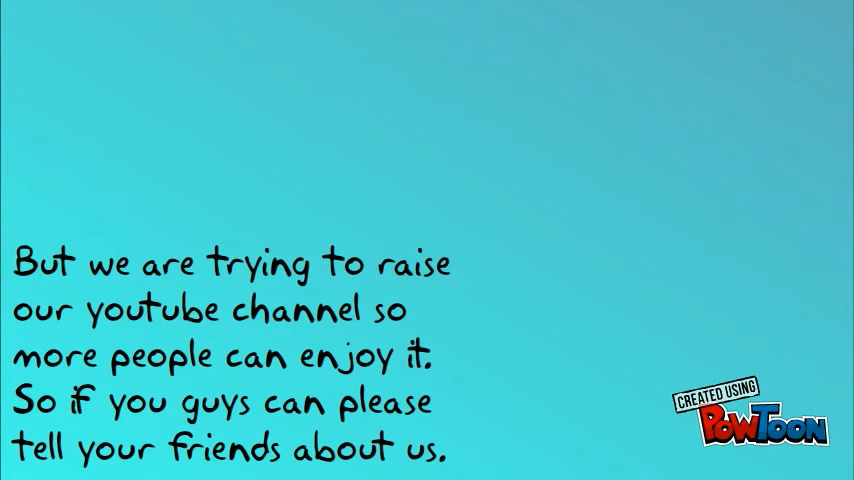 But we are trying to raise
our youtube channel so
more people can enjoy it.
So if you guys can please
tell your friends about us.
CREATED USING
POWTOON